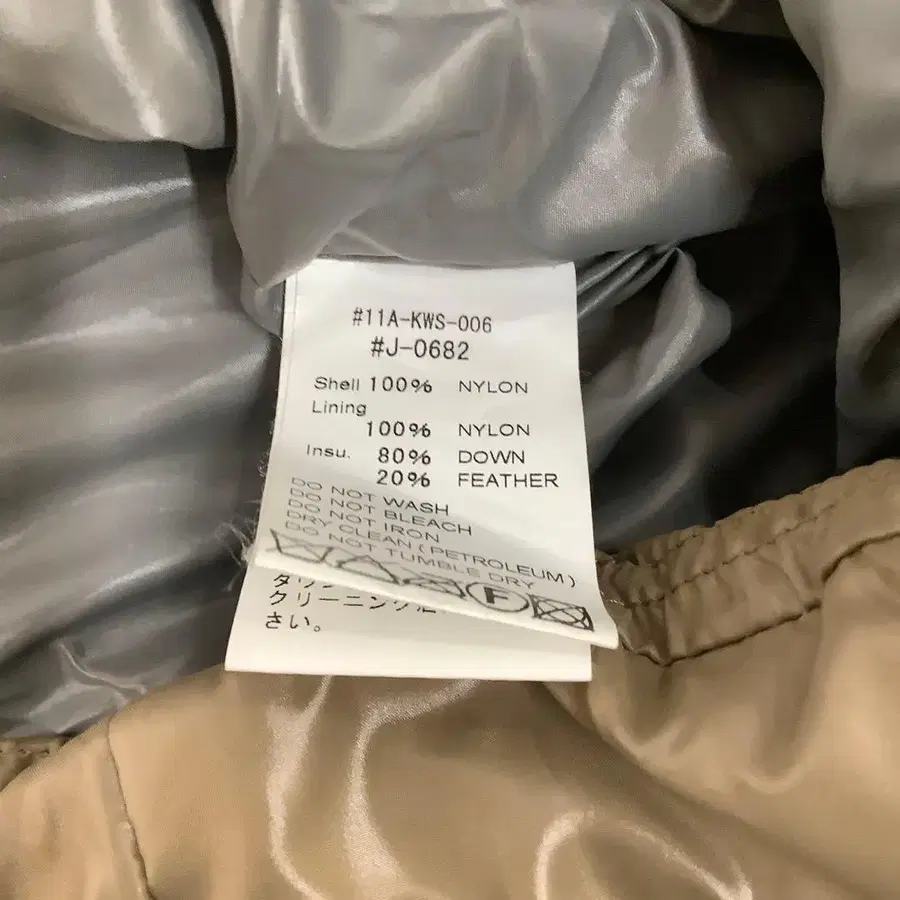 #11A-KWS-006
#J-0682
Shell 100% NYLON
Lining
100% NYLON
Insu. 80% DOWN
20% FEATHER
DO NOT WASH
DO NOT BLEACH
DO NOT IRON
DRY CLEAN (PETROLEUM)
DO NOT TUMBLE DRY
F
クリーニング
さい。